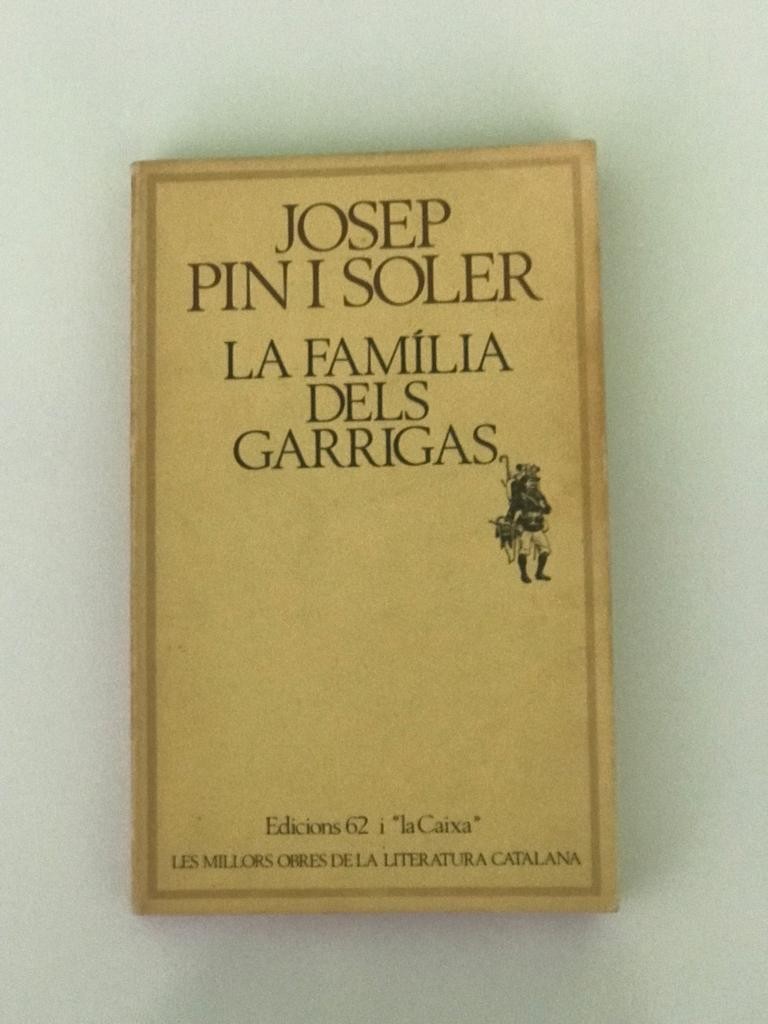 JOSEP
PIN I SOLER
LA FAMÍLIA
DELS
GARRIGAS
Edicions 62 i "la Caixa"
LES MILLORS OBRES DE LA LITERATURA CATALANA